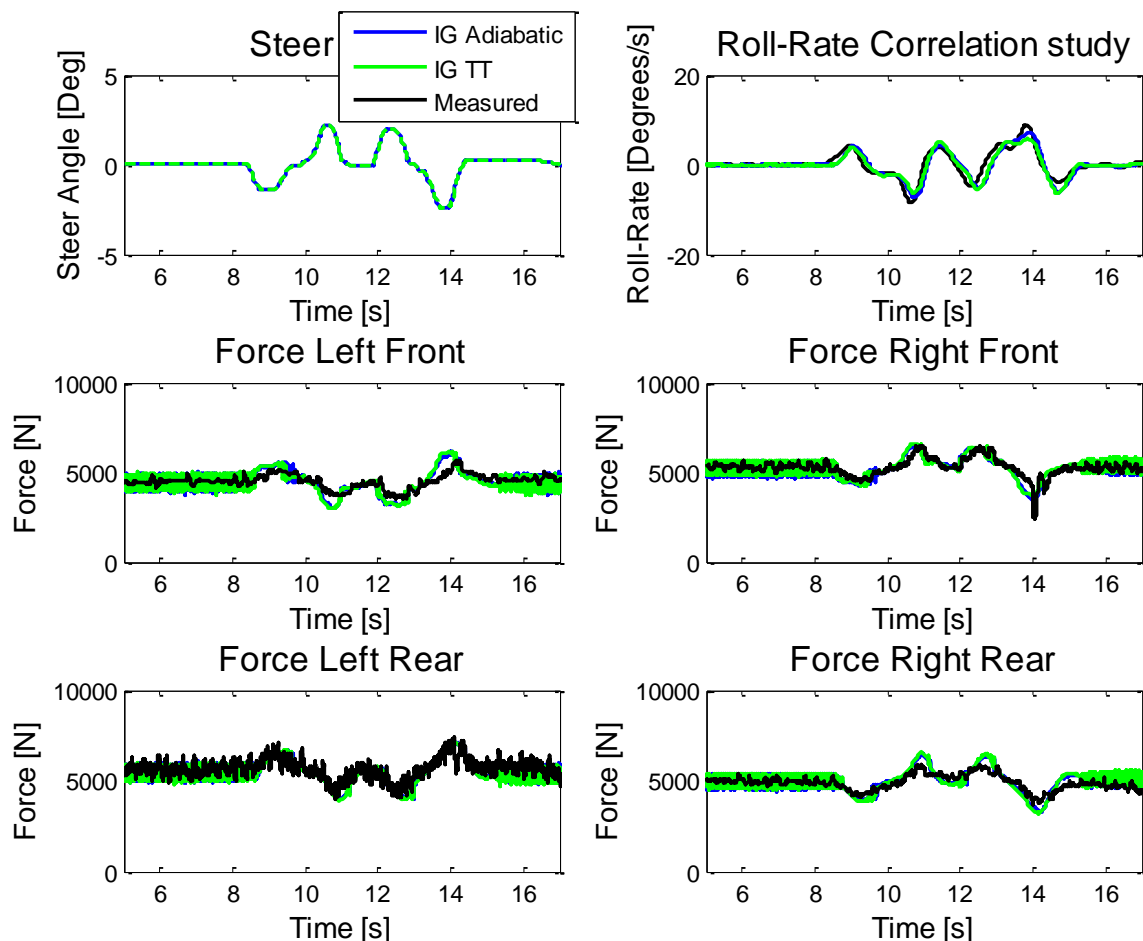 Steer
IG Adiabatic
IG TT
Measured
Roll-Rate Correlation study
Steer Angle [Deg]
5
0
-5
6 8 10 12 14 16
Time [s]
Roll-Rate [Degrees/s]
20
0
-20
6 8 10 12 14 16
Time [s]
Force Left Front
Force [N]
10000
5000
0
6 8 10 12 14 16
Time [s]
Force Right Front
Force [N]
10000
5000
0
6 8 10 12 14 16
Time [s]
Force Left Rear
Force [N]
10000
5000
0
6 8 10 12 14 16
Time [s]
Force Right Rear
Force [N]
10000
5000
0
6 8 10 12 14 16
Time [s]